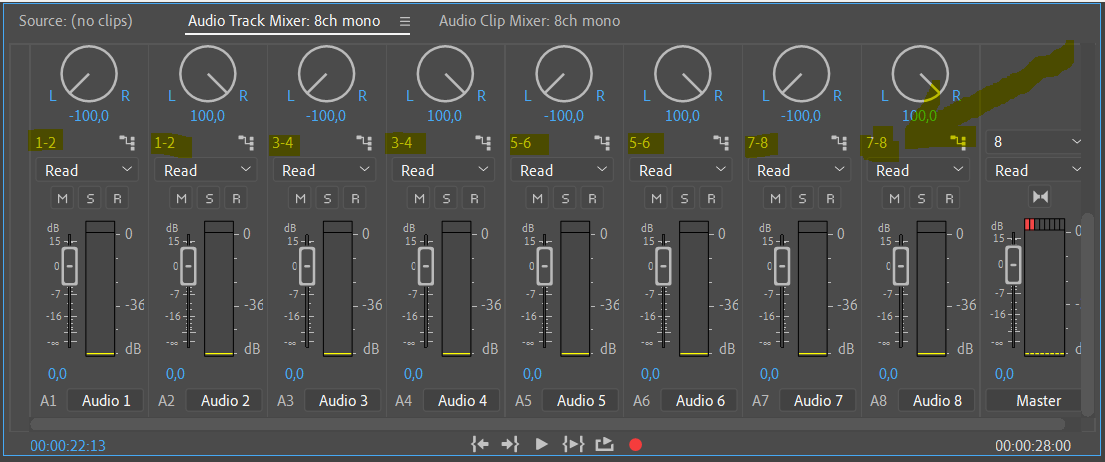 Source: (no clips) Audio Track Mixer: 8ch mono Audio Clip Mixer: 8ch mono
L R L R L R L R L R L R L R L R
-100,0 100,0 -100,0 100,0 -100,0 100,0 -100,0 100,0
1-2 1-2 3-4 3-4 5-6 5-6 7-8 7-8 8
Read Read Read Read Read Read Read Read Read
M S R M S R M S R M S R M S R M S R M S R M S R
dB dB dB dB dB dB dB dB dB
15 0 15 0 15 0 15 0 15 0 15 0 15 0 15 0 15 0
0 0 0 0 0 0 0 0 0
-7 -36 -7 -36 -7 -36 -7 -36 -7 -36 -7 -36 -7 -36 -7 -36 -7
-16 -16 -16 -16 -16 -16 -16 -16 -16
-∞ dB -∞ dB -∞ dB -∞ dB -∞ dB -∞ dB -∞ dB -∞ dB -∞
0,0 0,0 0,0 0,0 0,0 0,0 0,0 0,0 0,0
A1 Audio 1 A2 Audio 2 A3 Audio 3 A4 Audio 4 A5 Audio 5 A6 Audio 6 A7 Audio 7 A8 Audio 8 Master
00:00:22:13 00:00:28:00